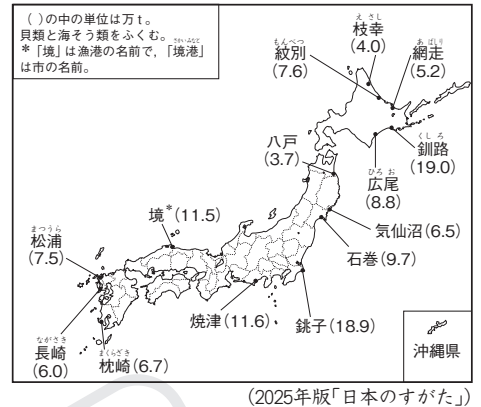 ( )の中の単位は万t。
貝類と海そう類をふくむ。
*「境」は漁港の名前で,「境港」
さかいみなと
は市の名前。
えさし
枝幸
(4.0)
もんべつ
紋別
(7.6)
あばしり
網走
(5.2)
くしろ
釧路
(19.0)
ひろお
広尾
(8.8)
八戸
(3.7)
気仙沼(6.5)
石巻(9.7)
境*(11.5)
まつうら
松浦
(7.5)
焼津(11.6)
銚子(18.9)
ながさき
長崎
(6.0)
まくらざき
枕崎(6.7)
沖縄県
(2025年版「日本のすがた」)